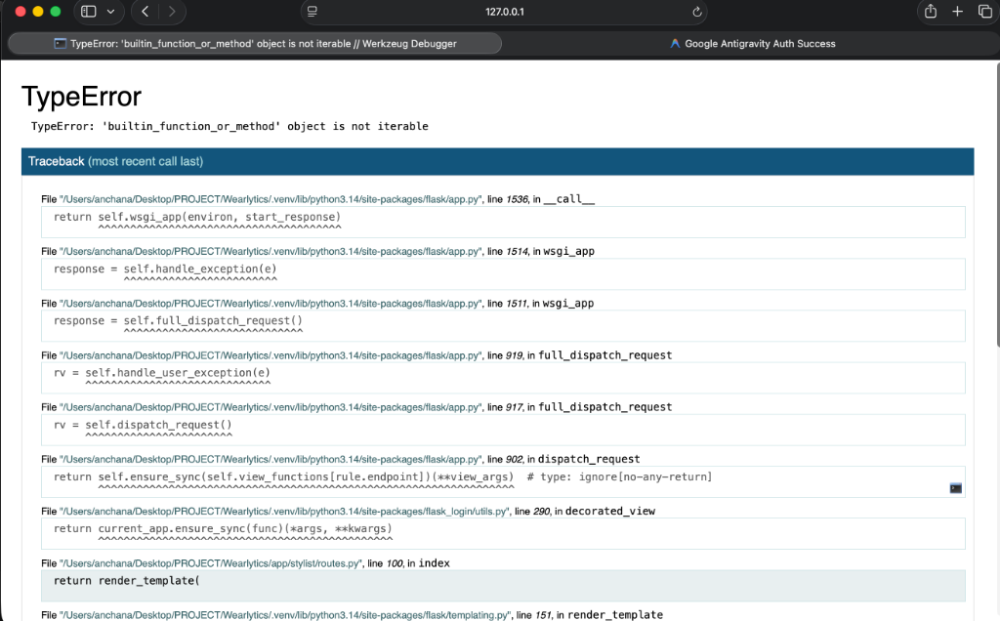 127.0.0.1
TypeError: 'builtin_function_or_method' object is not iterable // Werkzeug Debugger
Google Antigravity Auth Success
TypeError
TypeError: 'builtin_function_or_method' object is not iterable
Traceback (most recent call last)
File "/Users/anchana/Desktop/PROJECT/Wearlytics/.venv/lib/python3.14/site-packages/flask/app.py", line 1536, in __call__
return self.wsgi_app(environ, start_response)
^^^^^^^^^^^^^^^^^^^^^^^^^^^^^^^^^^^^^^
File "/Users/anchana/Desktop/PROJECT/Wearlytics/.venv/lib/python3.14/site-packages/flask/app.py", line 1514, in wsgi_app
response = self.handle_exception(e)
^^^^^^^^^^^^^^^^^^^^^^^^
File "/Users/anchana/Desktop/PROJECT/Wearlytics/.venv/lib/python3.14/site-packages/flask/app.py", line 1511, in wsgi_app
response = self.full_dispatch_request()
^^^^^^^^^^^^^^^^^^^^^^^^^^^^
File "/Users/anchana/Desktop/PROJECT/Wearlytics/.venv/lib/python3.14/site-packages/flask/app.py", line 919, in full_dispatch_request
rv = self.handle_user_exception(e)
^^^^^^^^^^^^^^^^^^^^^^^^^^^^^
File "/Users/anchana/Desktop/PROJECT/Wearlytics/.venv/lib/python3.14/site-packages/flask/app.py", line 917, in full_dispatch_request
rv = self.dispatch_request()
^^^^^^^^^^^^^^^^^^^^^^^
File "/Users/anchana/Desktop/PROJECT/Wearlytics/.venv/lib/python3.14/site-packages/flask/app.py", line 902, in dispatch_request
return self.ensure_sync(self.view_functions[rule.endpoint])(**view_args)  # type: ignore[no-any-return]
^^^^^^^^^^^^^^^^^^^^^^^^^^^^^^^^^^^^^^^^^^^^^^^^^^^^^^^^^^^^^^^^^
File "/Users/anchana/Desktop/PROJECT/Wearlytics/.venv/lib/python3.14/site-packages/flask_login/utils.py", line 290, in decorated_view
return current_app.ensure_sync(func)(*args, **kwargs)
^^^^^^^^^^^^^^^^^^^^^^^^^^^^^^^^^^^^^^^^^^^^^^
File "/Users/anchana/Desktop/PROJECT/Wearlytics/app/stylist/routes.py", line 100, in index
return render_template(
File "/Users/anchana/Desktop/PROJECT/Wearlytics/.venv/lib/python3.14/site-packages/flask/templating.py", line 151, in render_template